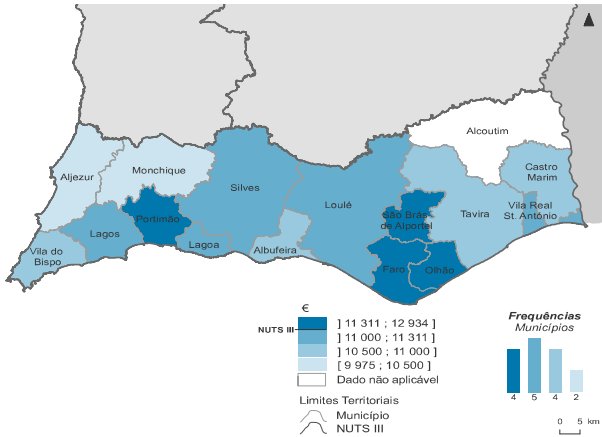 Alcoutim
Castro
Marim
Aljezur
Monchique
Silves
Loulé
São Brás
de Alportel
Tavira
Vila Real
St. António
Portimão
Lagos
Lagoa
Albufeira
Vila do
Bispo
Faro
Olhão
€
NUTS III
] 11 311 ; 12 934 ]
] 11 000 ; 11 311 ]
] 10 500 ; 11 000 ]
[ 9 975 ; 10 500 ]
Dado não aplicável
Limites Territoriais
Município
NUTS III
Frequências
Municípios
4 5 4 2
0 5 km